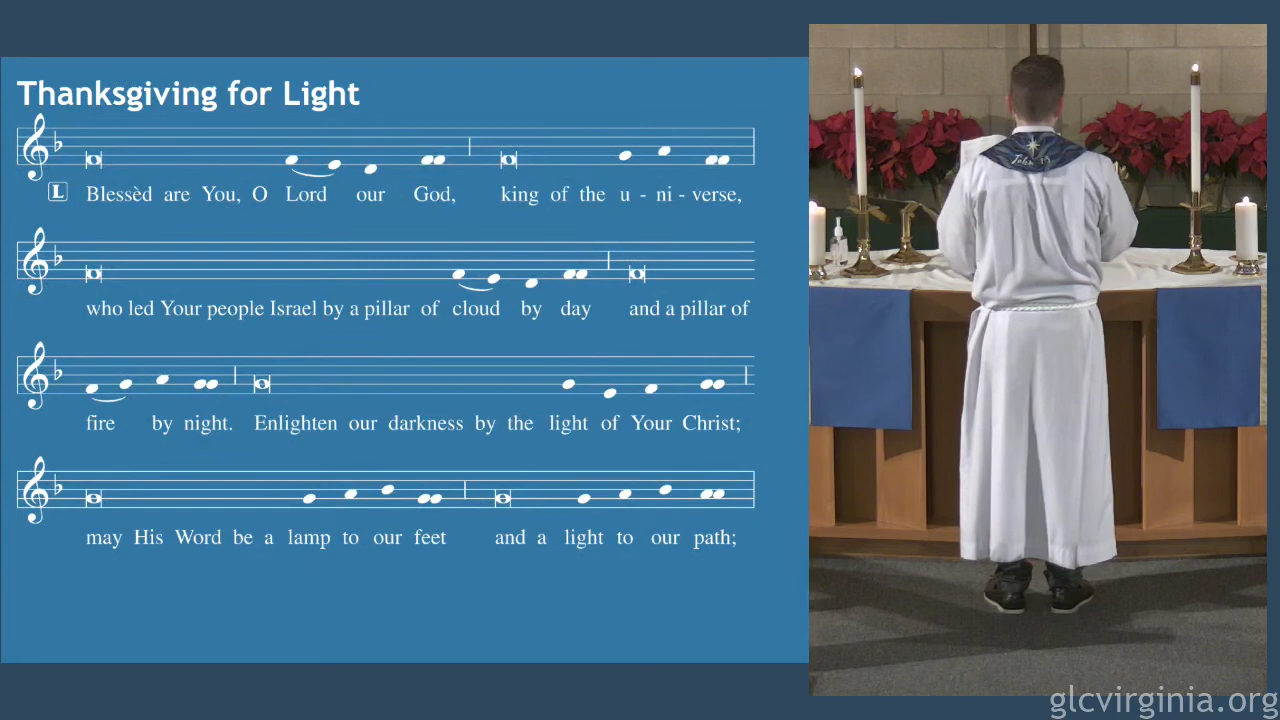 Thanksgiving for Light
L Blessèd are You, O Lord our God, king of the u - ni - verse,
who led Your people Israel by a pillar of cloud by day and a pillar of
fire by night. Enlighten our darkness by the light of Your Christ;
may His Word be a lamp to our feet and a light to our path;
glcvirginia.org